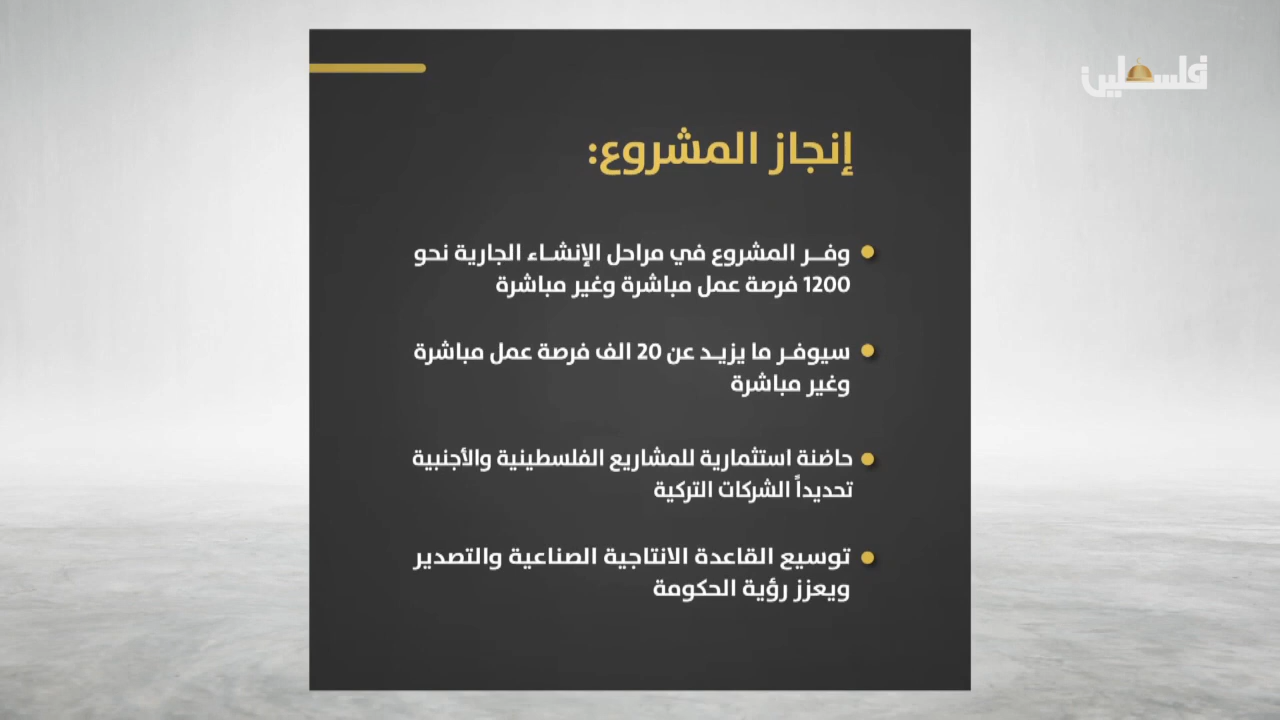 فلسطين
إنجاز المشروع:
وفـــر المشروع في مراحل الإنشـاء الجارية نحو
1200 فرصة عمل مباشرة وغير مباشرة
سيوفـر ما يزيـد عن 20 الف فرصة عمل مباشرة
وغير مباشرة
حاضنة استثمارية للمشاريع الفلسطينية والأجنبية
تحديداً الشركات التركية
توسيع القاعدة الانتاجية الصناعية والتصدير
ويعزز رؤية الحكومة